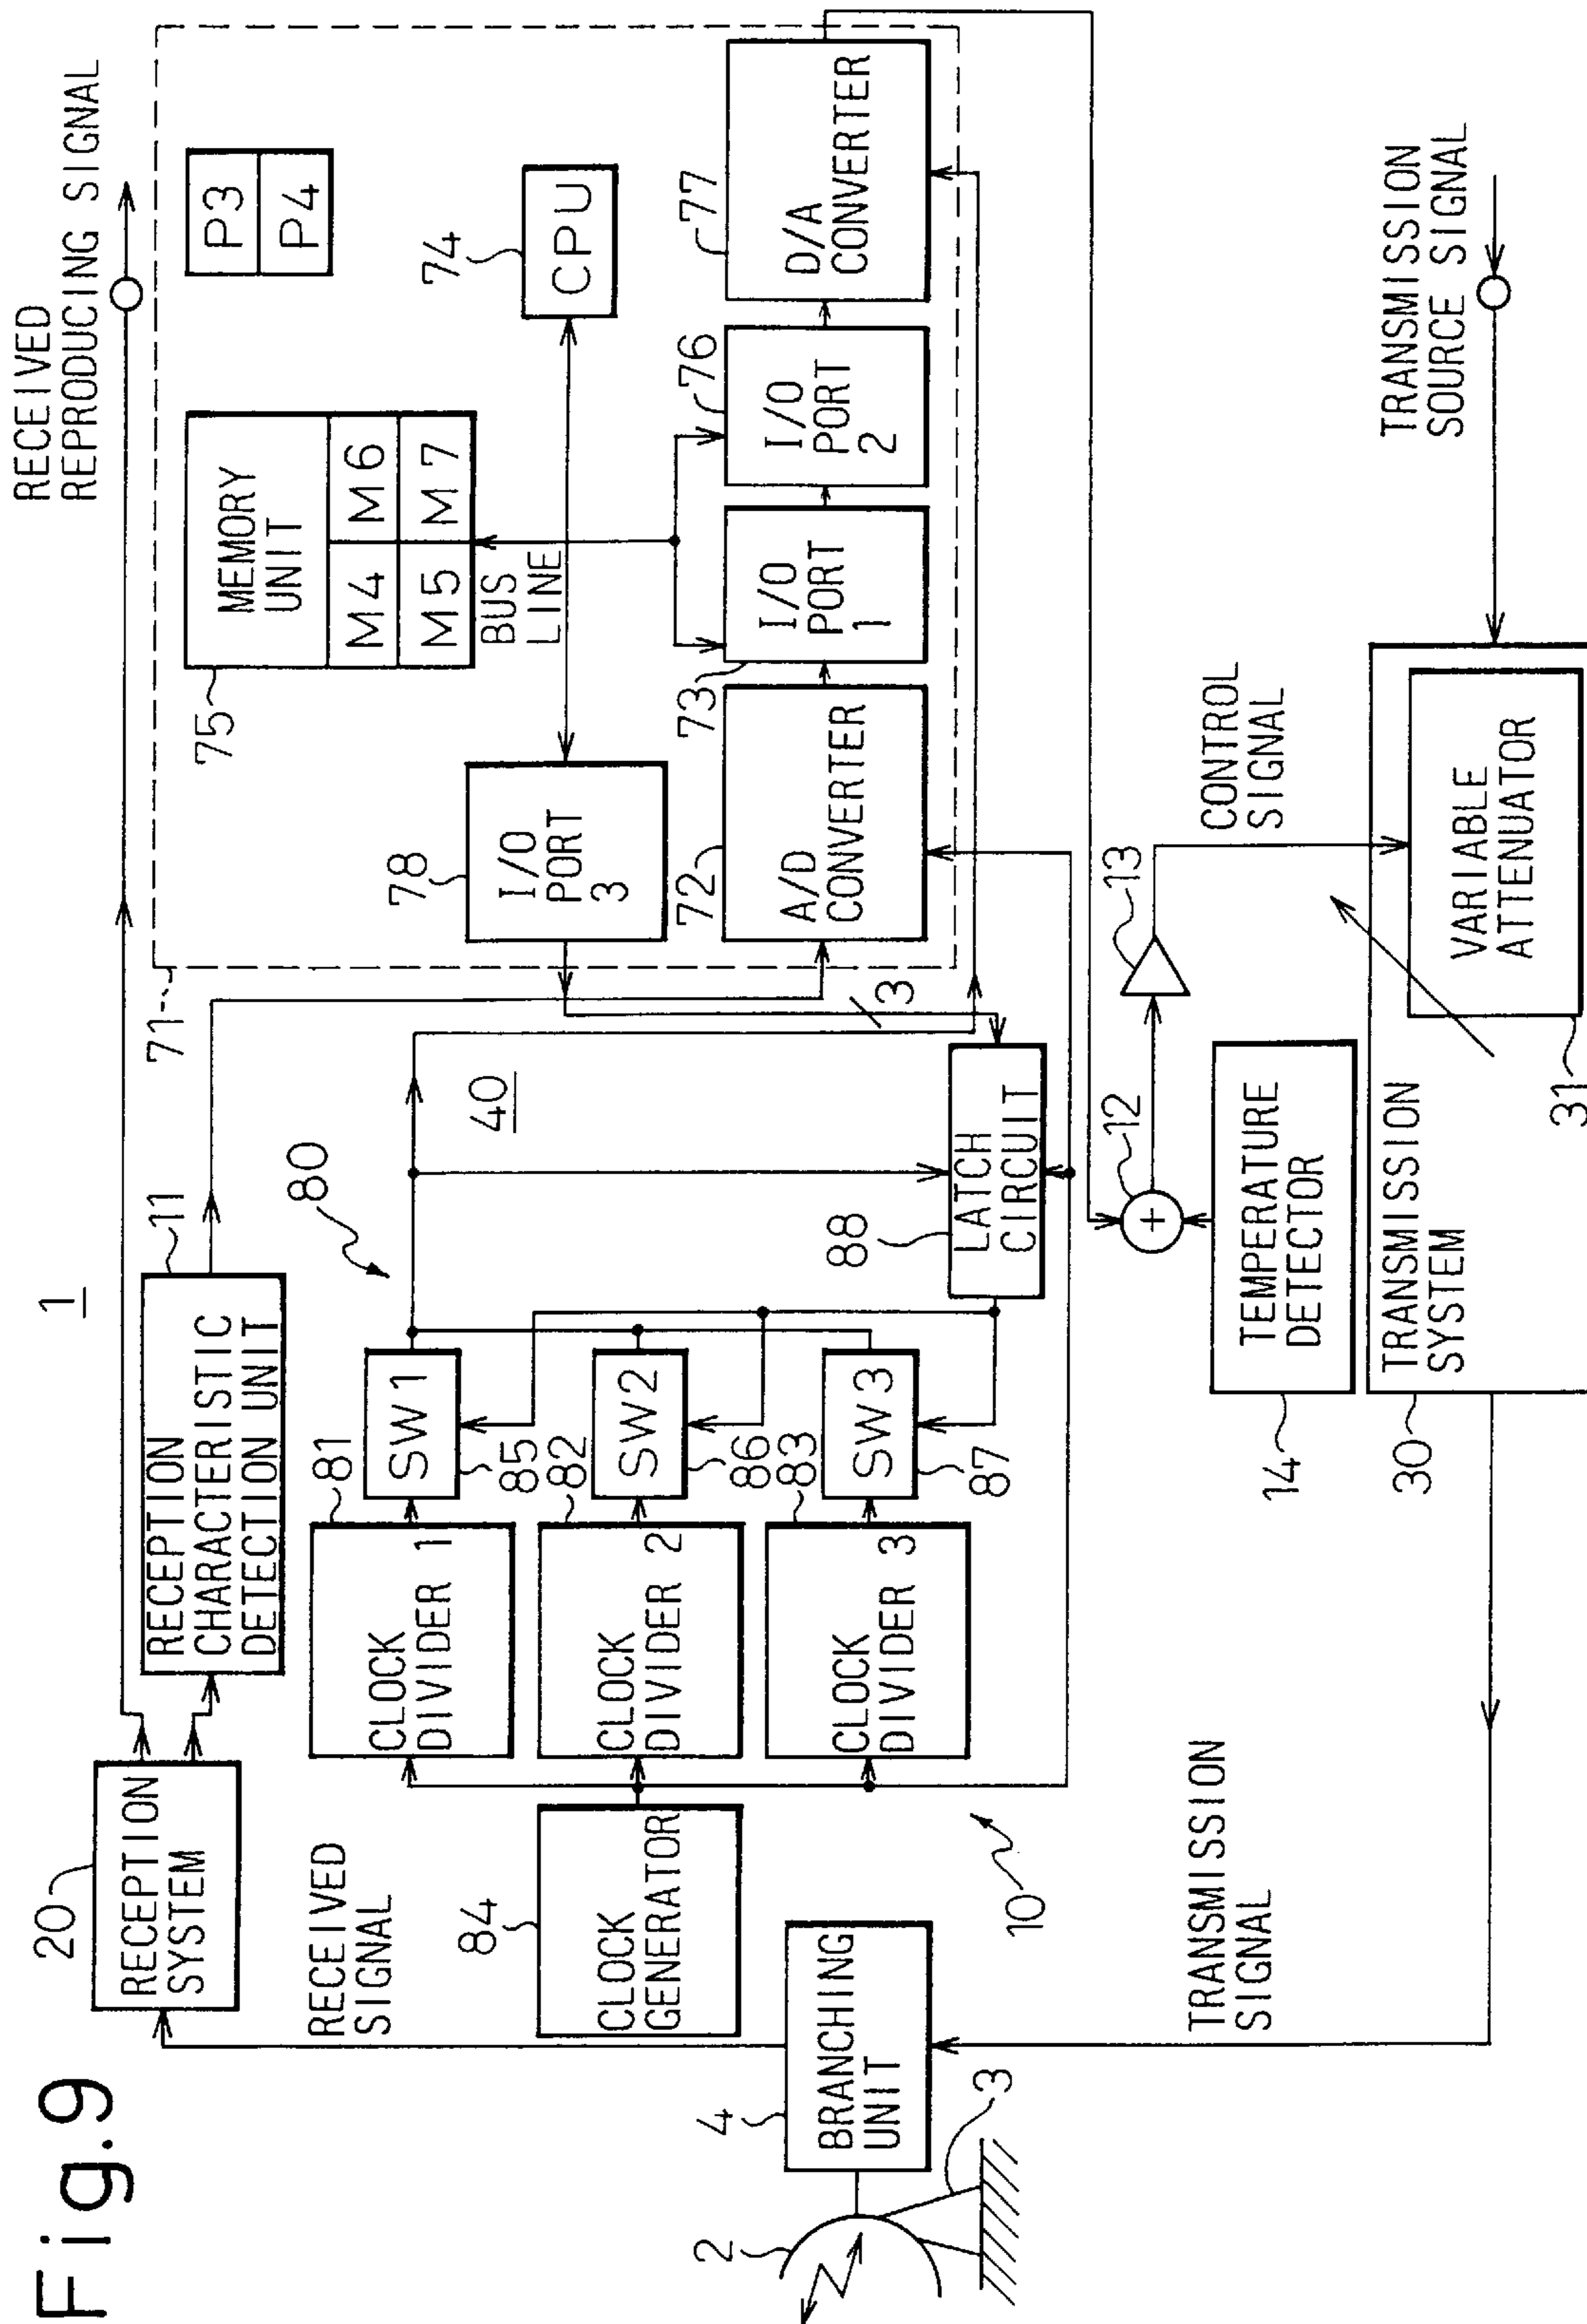 Fig.9
1
RECEIVED
REPRODUCING SIGNAL
20
RECEPTION
SYSTEM
11
RECEPTION
CHARACTERISTIC
DETECTION UNIT
71
75
MEMORY
UNIT
M4
M6
M5
M7
P3
P4
BUS
LINE
74
CPU
78
I/O
PORT
3
72
A/D
CONVERTER
73
I/O
PORT
1
76
I/O
PORT
2
77
D/A
CONVERTER
RECEIVED
SIGNAL
84
CLOCK
GENERATOR
81
CLOCK
DIVIDER 1
82
CLOCK
DIVIDER 2
83
CLOCK
DIVIDER 3
SW1
85
SW2
86
SW3
87
80
40
3
88
LATCH
CIRCUIT
10
4
BRANCHING
UNIT
2
3
TRANSMISSION
SIGNAL
12
+
13
CONTROL
SIGNAL
14
TEMPERATURE
DETECTOR
30
TRANSMISSION
SYSTEM
31
VARIABLE
ATTENUATOR
TRANSMISSION
SOURCE SIGNAL